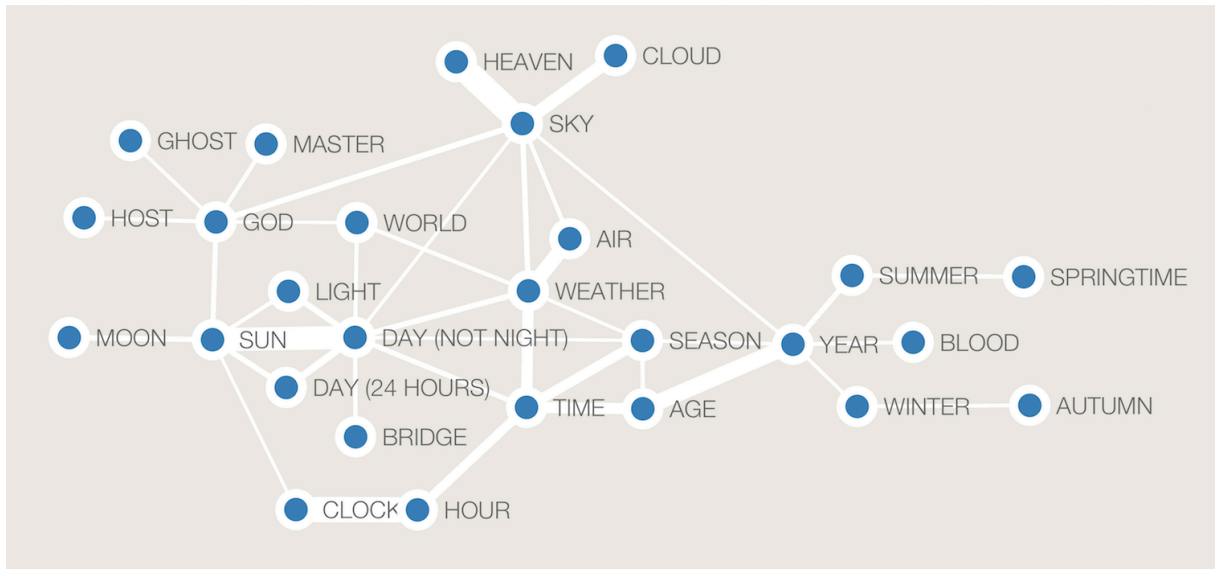 HEAVEN
CLOUD
SKY
GHOST
MASTER
HOST
GOD
WORLD
AIR
LIGHT
WEATHER
SUMMER
SPRINGTIME
MOON
SUN
DAY (NOT NIGHT)
SEASON
YEAR
BLOOD
DAY (24 HOURS)
TIME
AGE
WINTER
AUTUMN
BRIDGE
CLOCK
HOUR